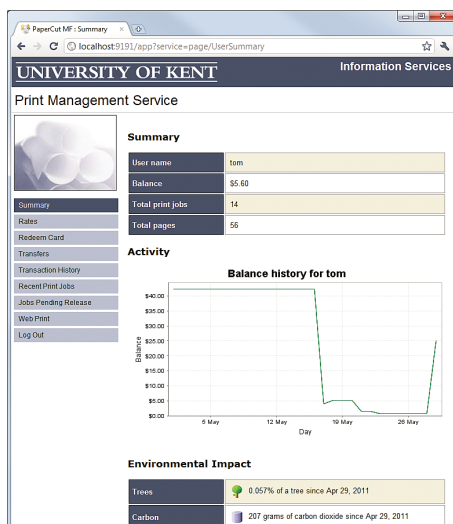 PaperCut MF : Summary
localhost:9191/app?service=page/UserSummary
UNIVERSITY OF KENT
Information Services
Print Management Service
Summary
Rates
Redeem Card
Transfers
Transaction History
Recent Print Jobs
Jobs Pending Release
Web Print
Log Out
Summary
User name tom
Balance $5.60
Total print jobs 14
Total pages 56
Activity
Balance history for tom
Balance
$40.00
$35.00
$30.00
$25.00
$20.00
$15.00
$10.00
$5.00
$0.00
5 May 12 May 19 May 26 May
Day
Environmental Impact
Trees 0.057% of a tree since Apr 29, 2011
Carbon 207 grams of carbon dioxide since Apr 29, 2011